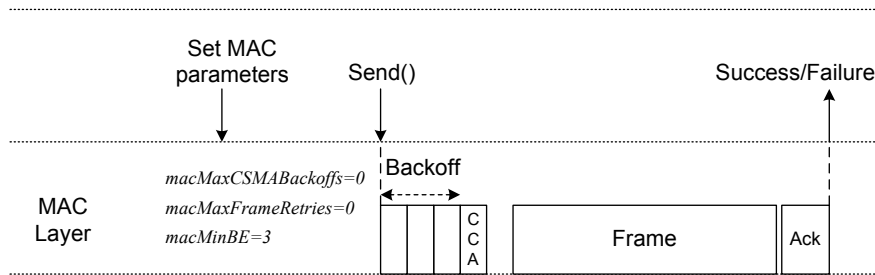 Set MAC
parameters
Send()
Success/Failure
MAC
Layer
macMaxCSMABackoffs=0
macMaxFrameRetries=0
macMinBE=3
Backoff
C
C
A
Frame
Ack